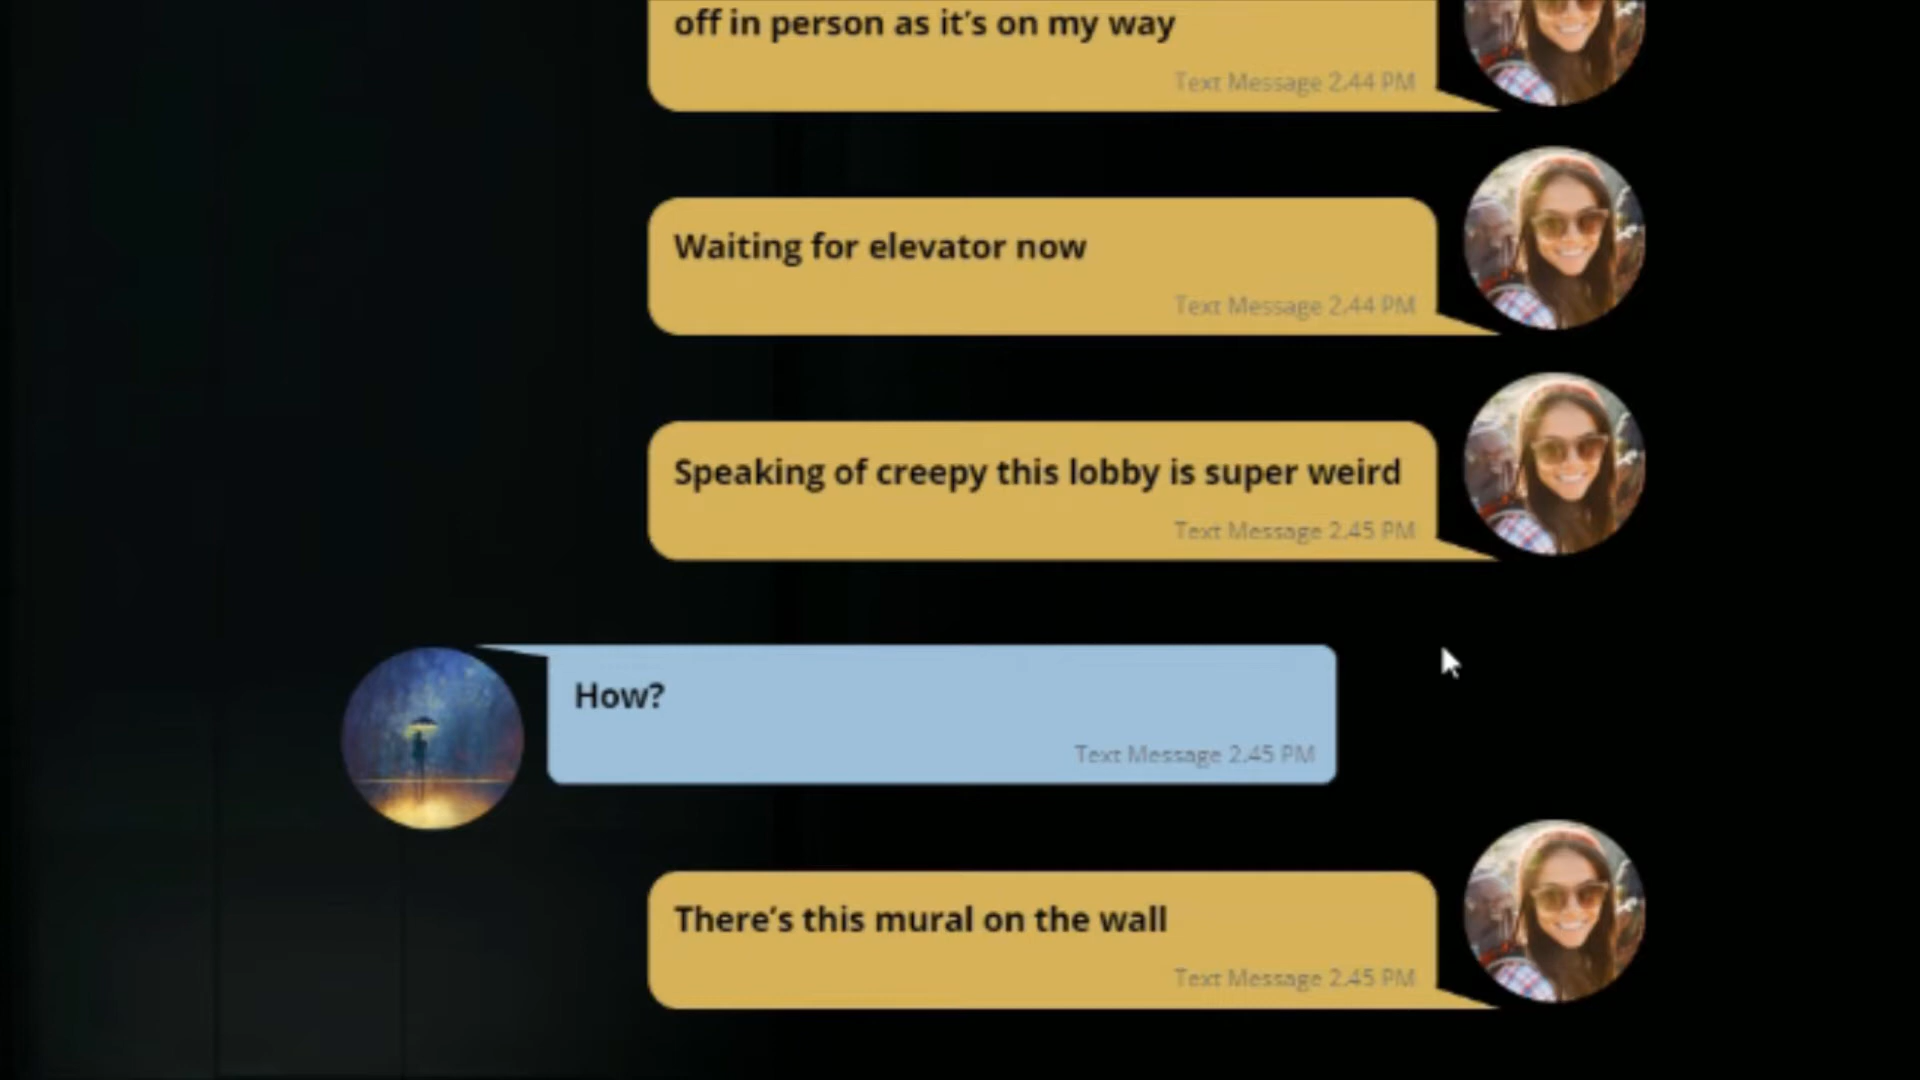 off in person as it's on my way
Text Message 2.44 PM
Waiting for elevator now
Text Message 2.44 PM
Speaking of creepy this lobby is super weird
Text Message 2.45 PM
How?
Text Message 2.45 PM
There's this mural on the wall
Text Message 2.45 PM